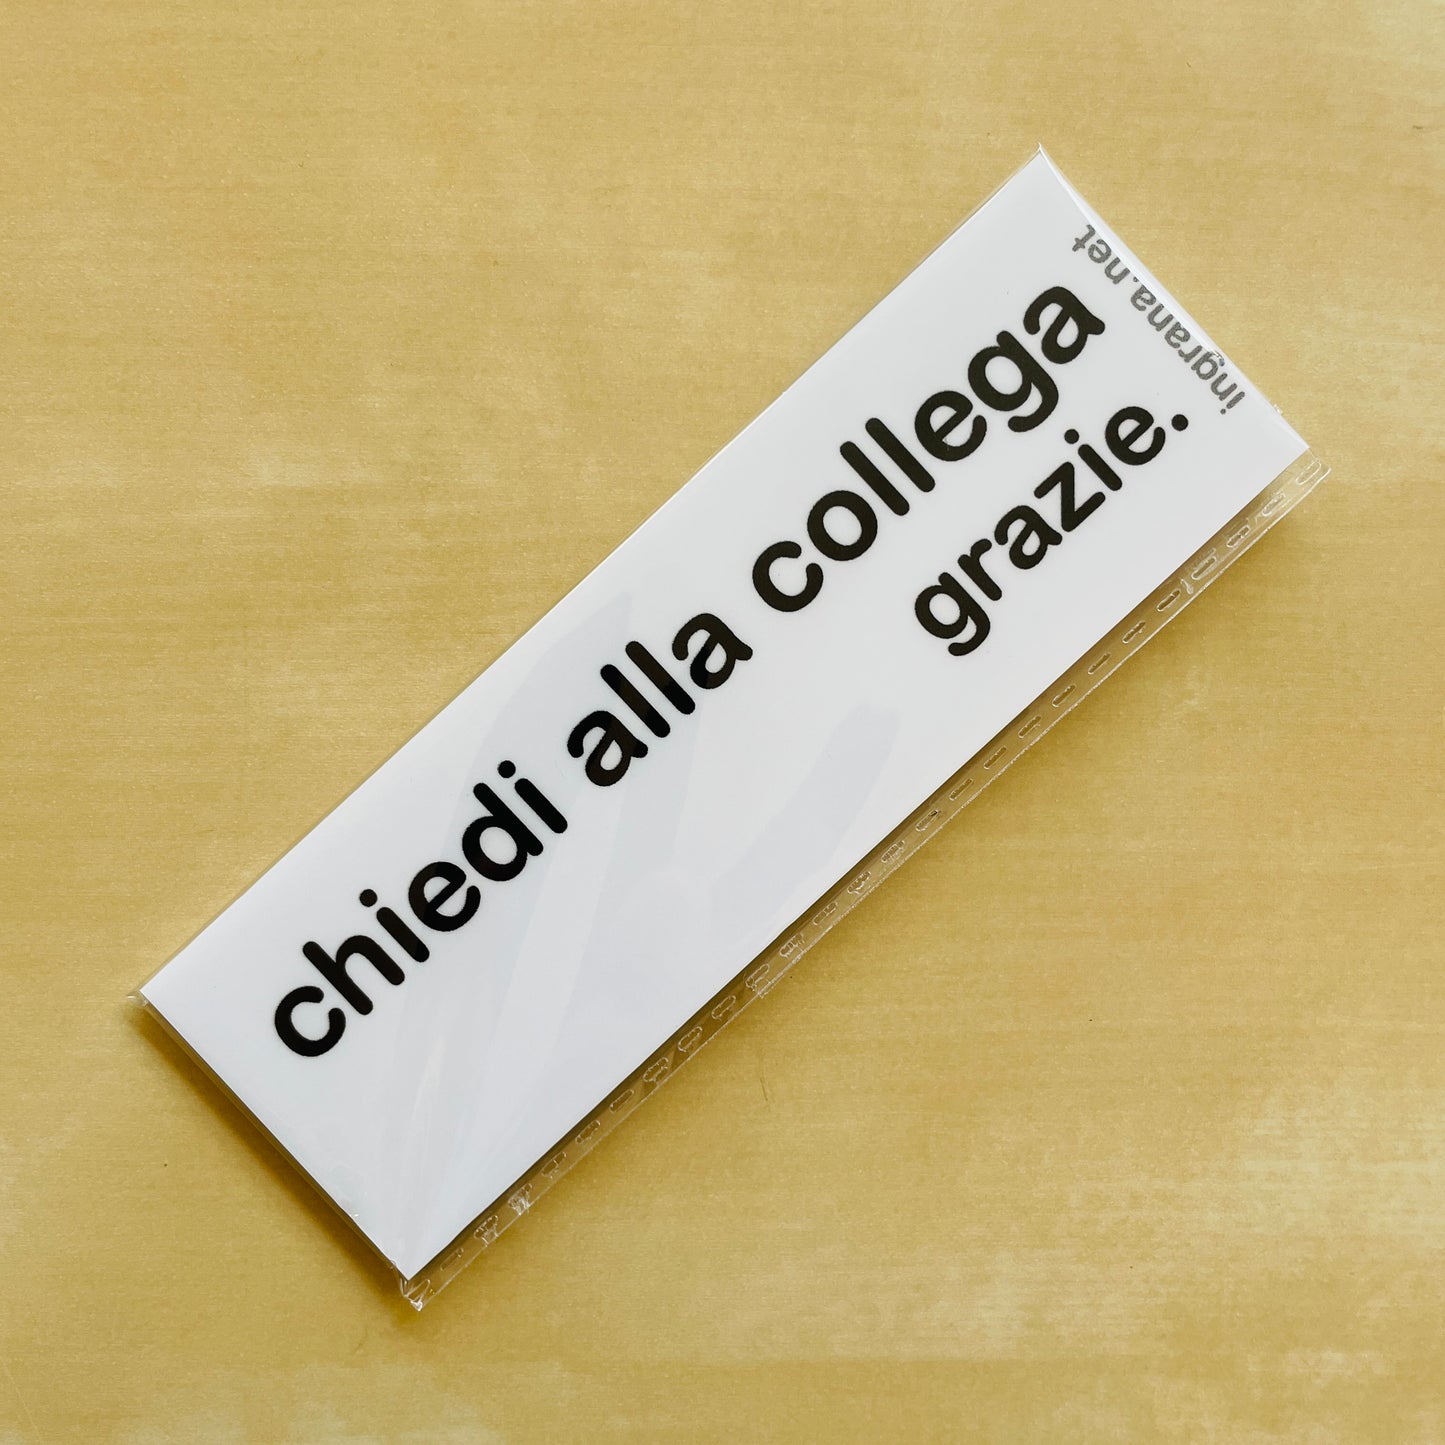 chiedi alla collega
grazie.
ingrana.net